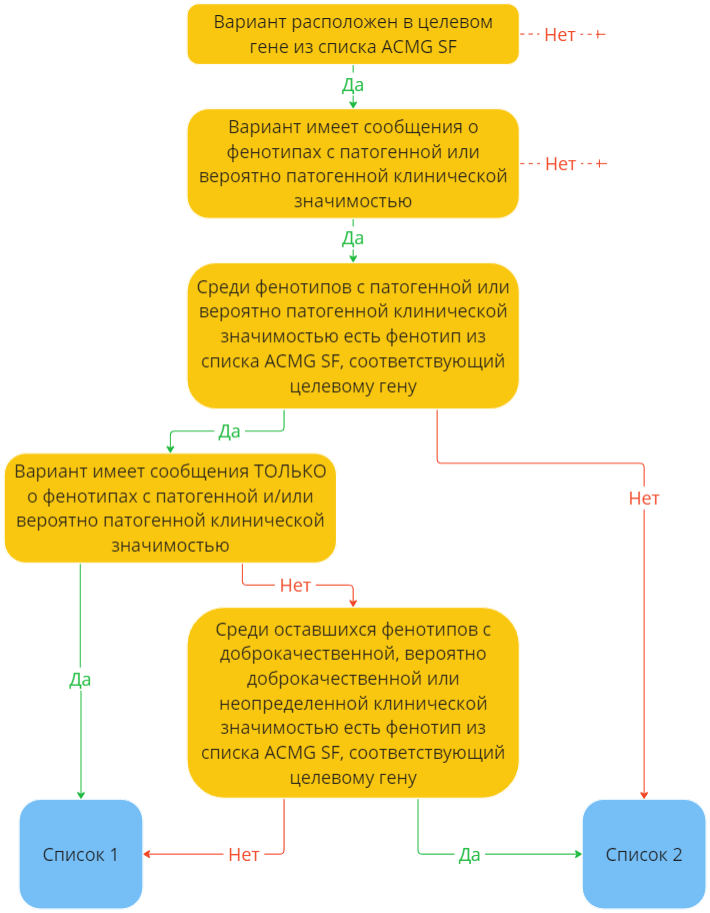 Вариант расположен в целевом
гене из списка ACMG SF
Нет
Да
Вариант имеет сообщения о
фенотипах с патогенной или
вероятно патогенной клинической
значимостью
Нет
Да
Среди фенотипов с патогенной или
вероятно патогенной клинической
значимостью есть фенотип из
списка ACMG SF, соответствующий
целевому гену
Да
Нет
Вариант имеет сообщения ТОЛЬКО
о фенотипах с патогенной и/или
вероятно патогенной клинической
значимостью
Нет
Да
Среди оставшихся фенотипов с
доброкачественной, вероятно
доброкачественной или
неопределенной клинической
значимостью есть фенотип из
списка ACMG SF, соответствующий
целевому гену
Список 1
Нет
Да
Список 2